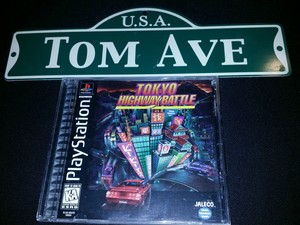 U.S.A.
TOM AVE
PlayStation
TOKYO
HIGHWAY BATTLE
JALECO